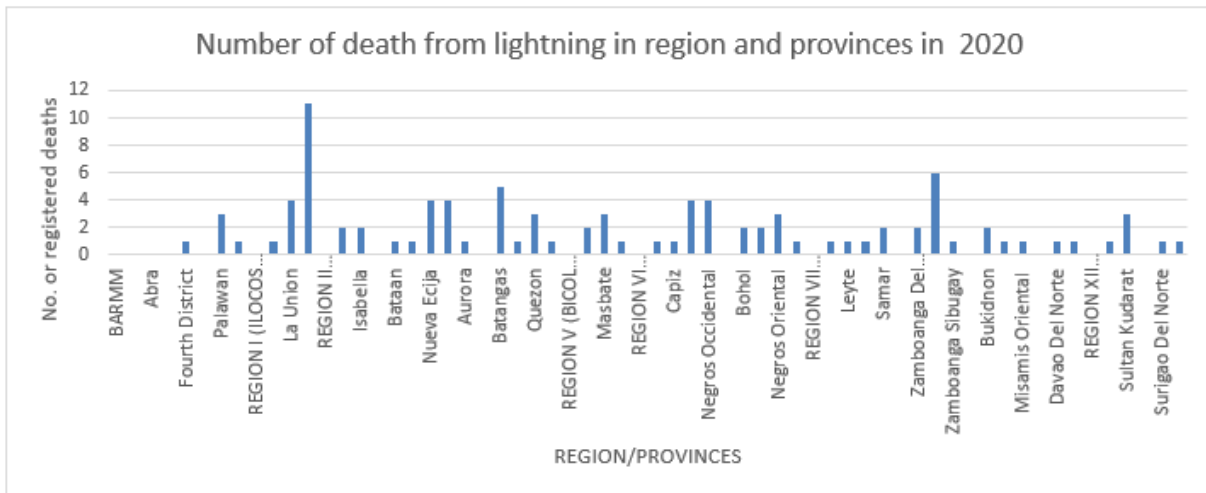 Number of death from lightning in region and provinces in 2020
No. or registered deaths
12
10
8
6
4
2
0
BARMM
Abra
Fourth District
Palawan
REGION I (ILOCOS...
La Union
REGION II...
Isabella
Bataan
Nueva Ecija
Aurora
Batangas
Quezon
REGION V (BICOL...
Masbate
REGION VI...
Capiz
Negros Occidental
Bohol
Negros Oriental
REGION VII...
Leyte
Samar
Zamboanga Del...
Zamboanga Sibugay
Bukidnon
Misamis Oriental
Davao Del Norte
REGION XII...
Sultan Kudarat
Surigao Del Norte
REGION/PROVINCES